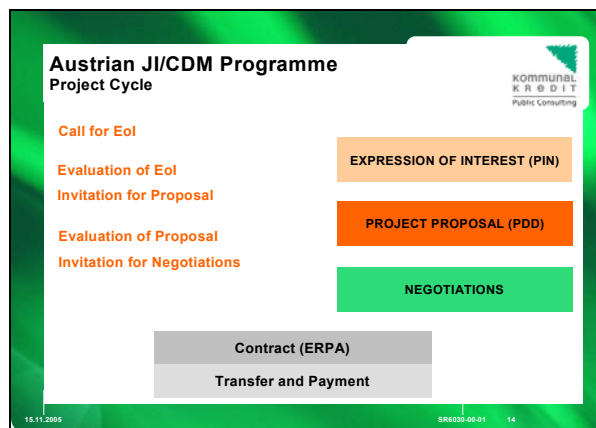 Austrian JI/CDM Programme
Project Cycle
kommunal
KREDIT
Public Consulting
Call for EoI
EXPRESSION OF INTEREST (PIN)
Evaluation of EoI
Invitation for Proposal
PROJECT PROPOSAL (PDD)
Evaluation of Proposal
Invitation for Negotiations
NEGOTIATIONS
Contract (ERPA)
Transfer and Payment
15.11.2005
SR6030-00-01 14